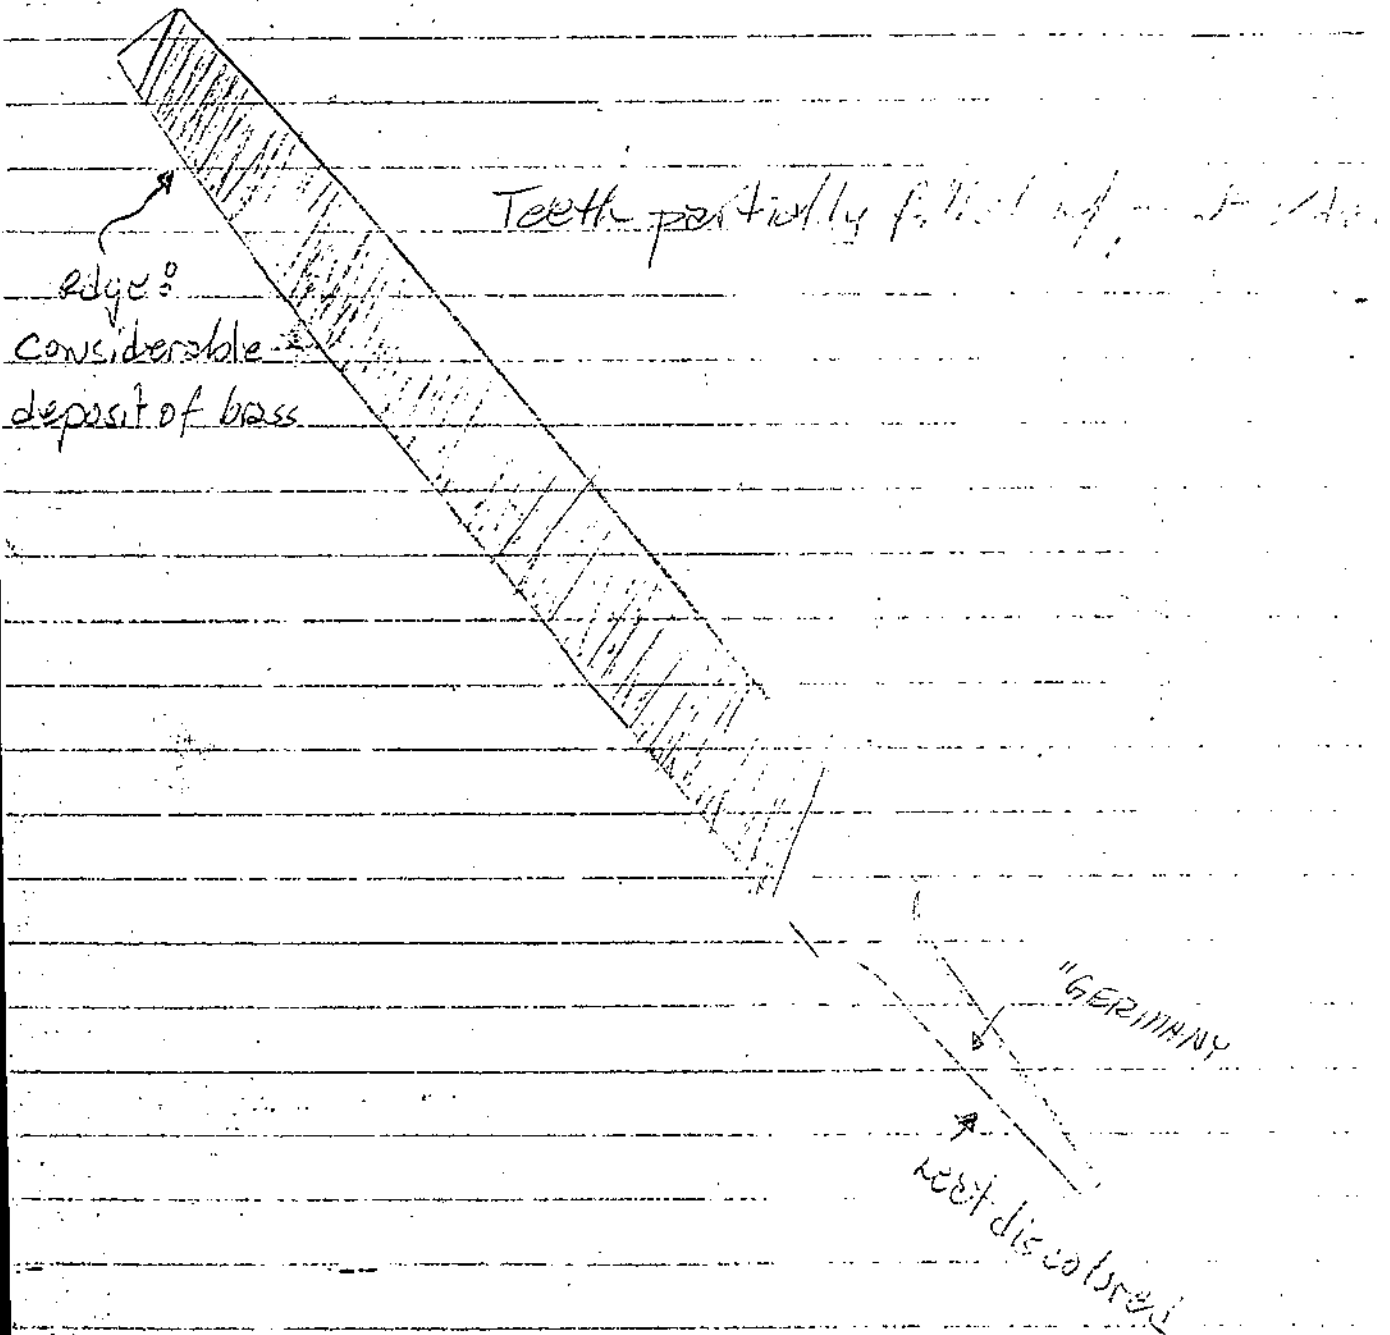 Teeth partially filled w/
edge:
considerable
deposit of brass
"GERMANY
discolored